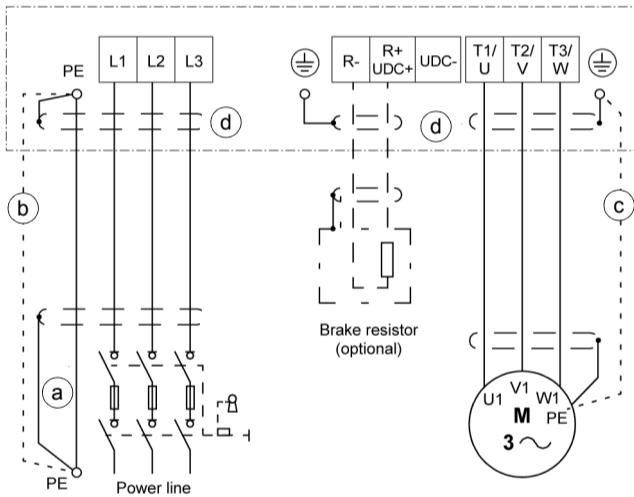 PE
L1 L2 L3
R- R+
UDC+ UDC-
T1/
U T2/
V T3/
W
d
d
b
c
a
Brake resistor
(optional)
U1 V1 W1
M PE
3
PE
Power line